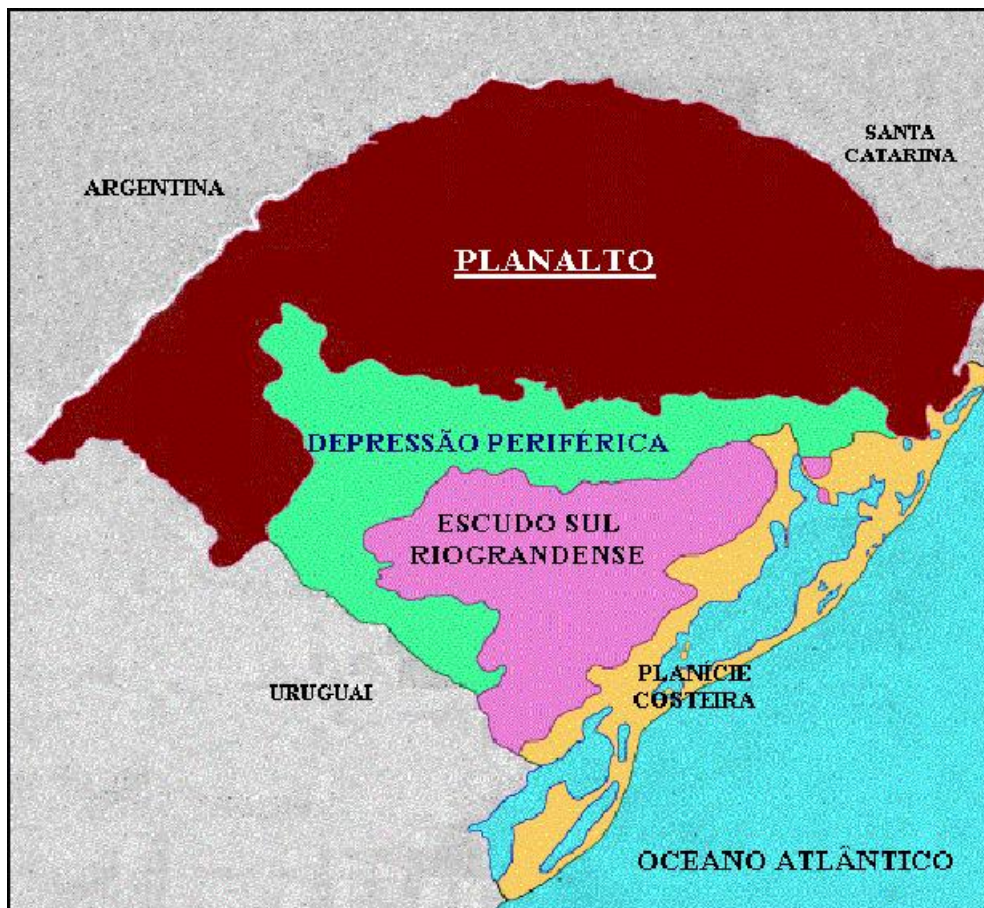 SANTA
CATARINA
ARGENTINA
PLANALTO
DEPRESSÃO PERIFÉRICA
ESCUDO SUL
RIOGRANDENSE
PLANÍCIE
COSTEIRA
URUGUAI
OCEANO ATLÂNTICO